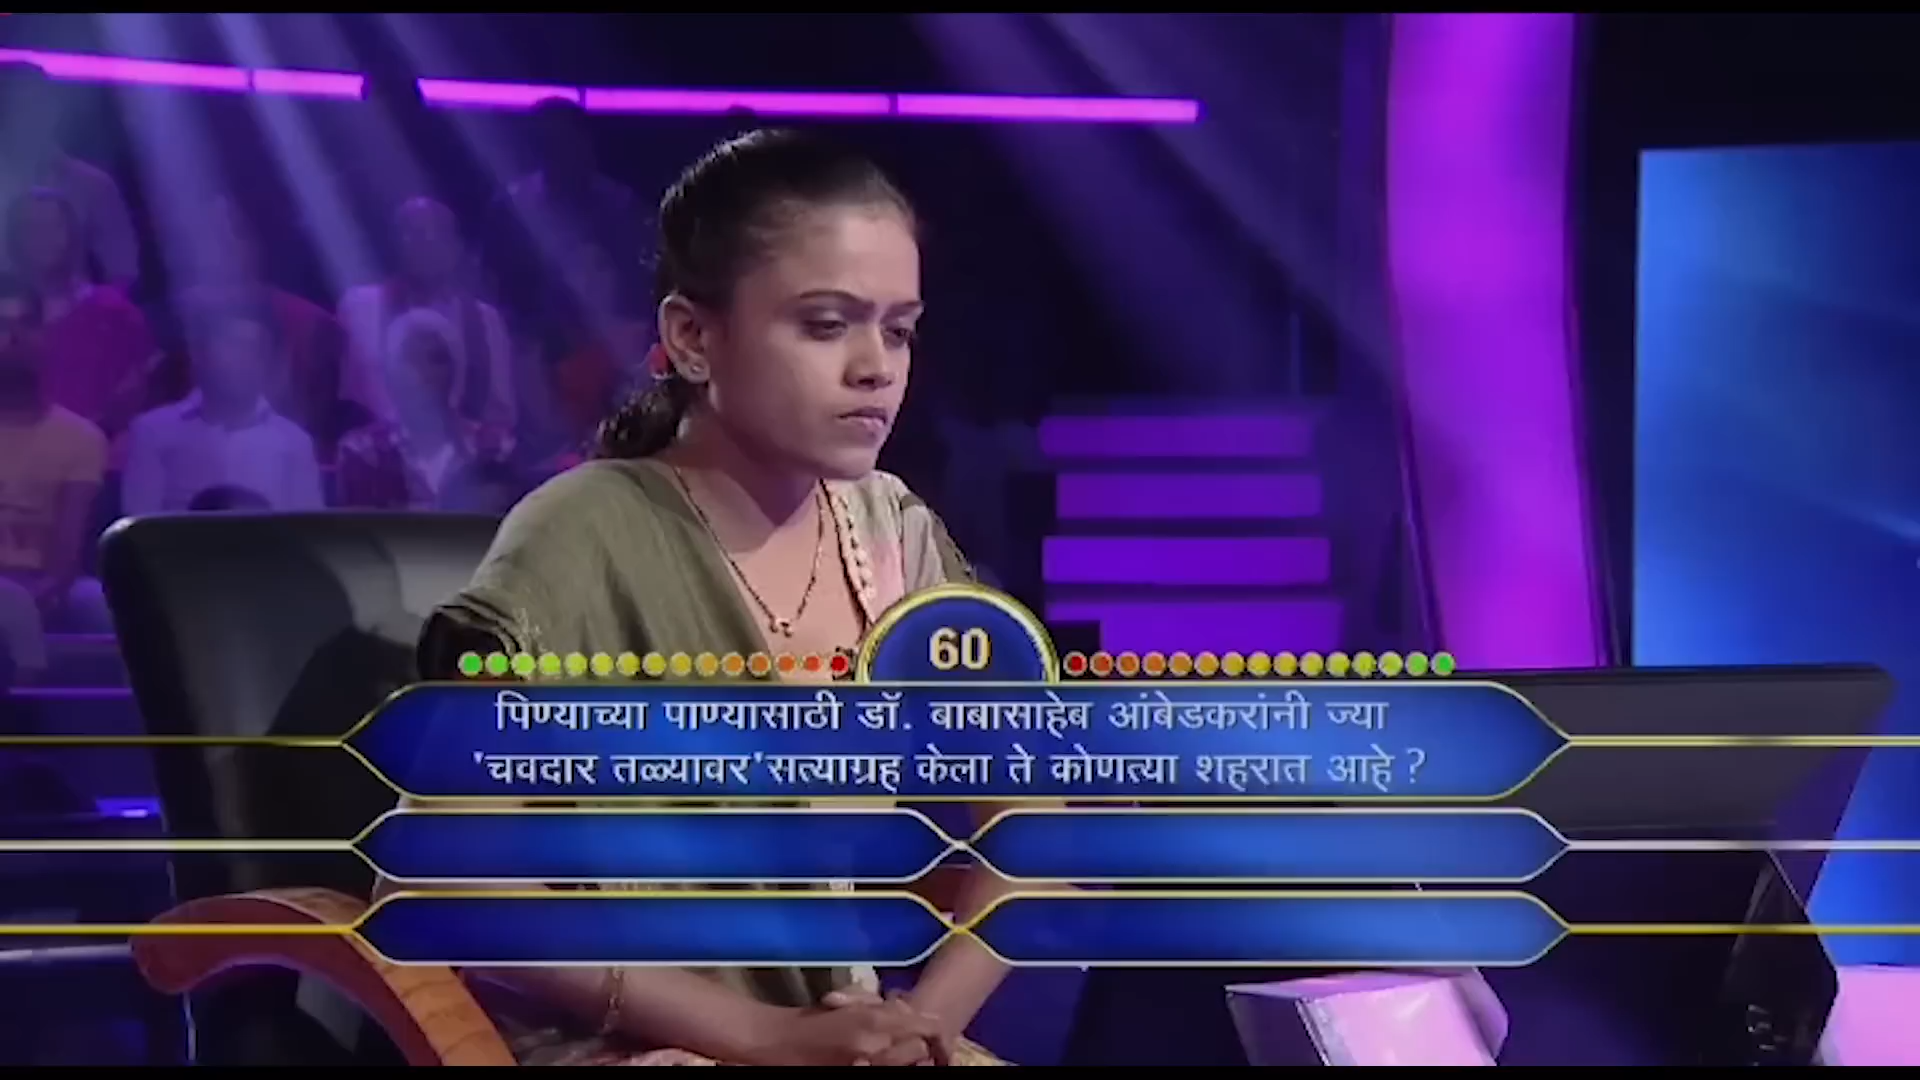 60
पिण्याच्या पाण्यासाठी डॉ. बाबासाहेब आंबेडकरांनी ज्या
'चवदार तळ्यावर'सत्याग्रह केला ते कोणत्या शहरात आहे ?